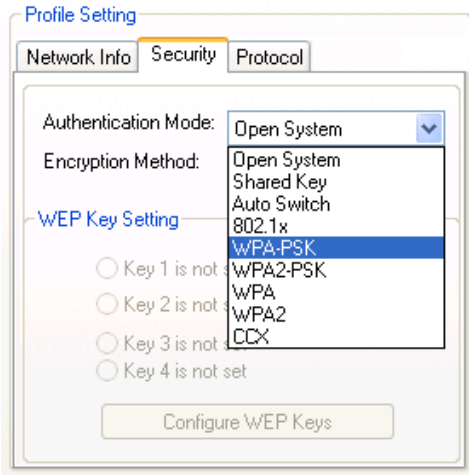 Profile Setting
Network Info Security Protocol
Authentication Mode: Open System
Encryption Method:
Open System
Shared Key
Auto Switch
802.1x
WPA-PSK
WPA2-PSK
WPA
WPA2
CCX
WEP Key Setting
Key 1 is not
Key 2 is not
Key 3 is not
Key 4 is not set
Configure WEP Keys